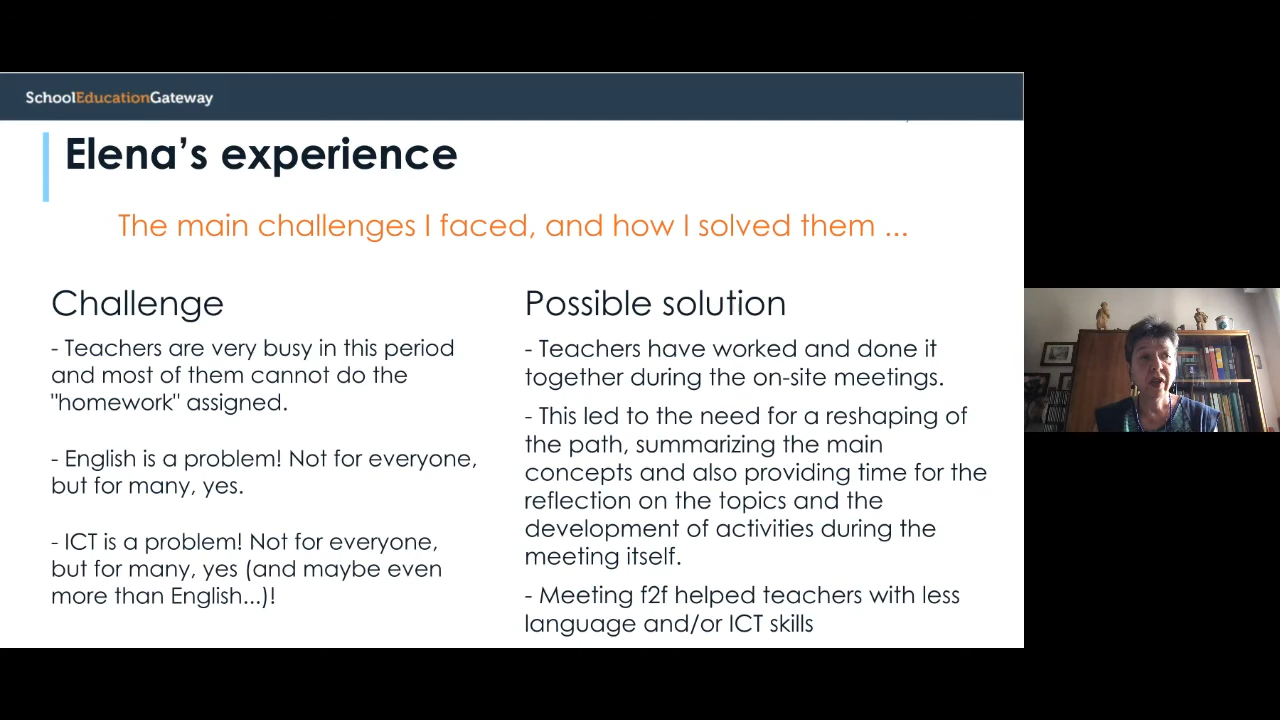 SchoolEducationGateway
Elena's experience
The main challenges I faced, and how I solved them ...
Challenge
- Teachers are very busy in this period
and most of them cannot do the
"homework" assigned.
- English is a problem! Not for everyone,
but for many, yes.
- ICT is a problem! Not for everyone,
but for many, yes (and maybe even
more than English...)!
Possible solution
- Teachers have worked and done it
together during the on-site meetings.
- This led to the need for a reshaping of
the path, summarizing the main
concepts and also providing time for the
reflection on the topics and the
development of activities during the
meeting itself.
- Meeting f2f helped teachers with less
language and/or ICT skills